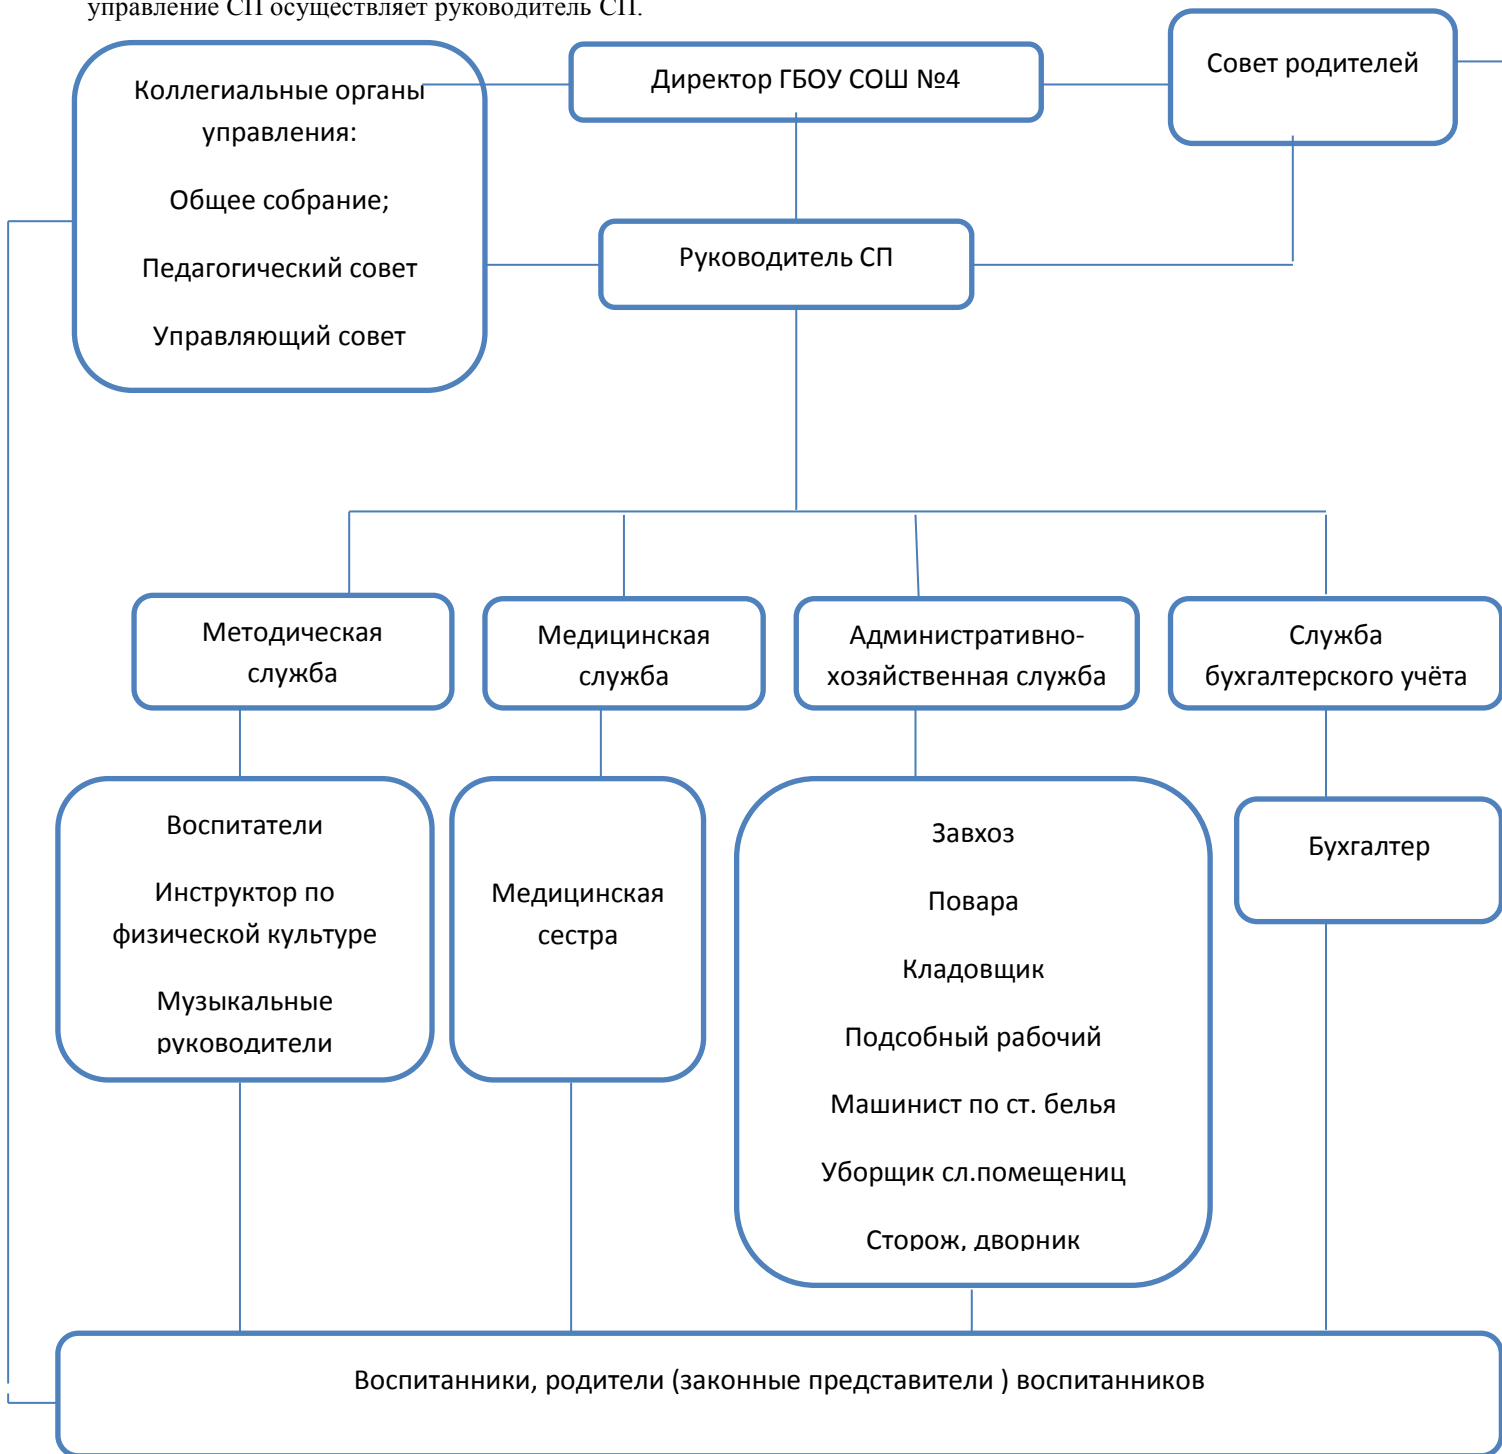 управление СП осуществляет руководитель СП.
Коллегиальные органы
управления:
Общее собрание;
Педагогический совет
Управляющий совет
Директор ГБОУ СОШ №4
Совет родителей
Руководитель СП
Методическая
служба
Медицинская
служба
Административно-
хозяйственная служба
Служба
бухгалтерского учёта
Воспитатели
Инструктор по
физической культуре
Музыкальные
руководители
Медицинская
сестра
Завхоз
Повара
Кладовщик
Подсобный рабочий
Машинист по ст. белья
Уборщик сл.помещениц
Сторож, дворник
Бухгалтер
Воспитанники, родители (законные представители ) воспитанников